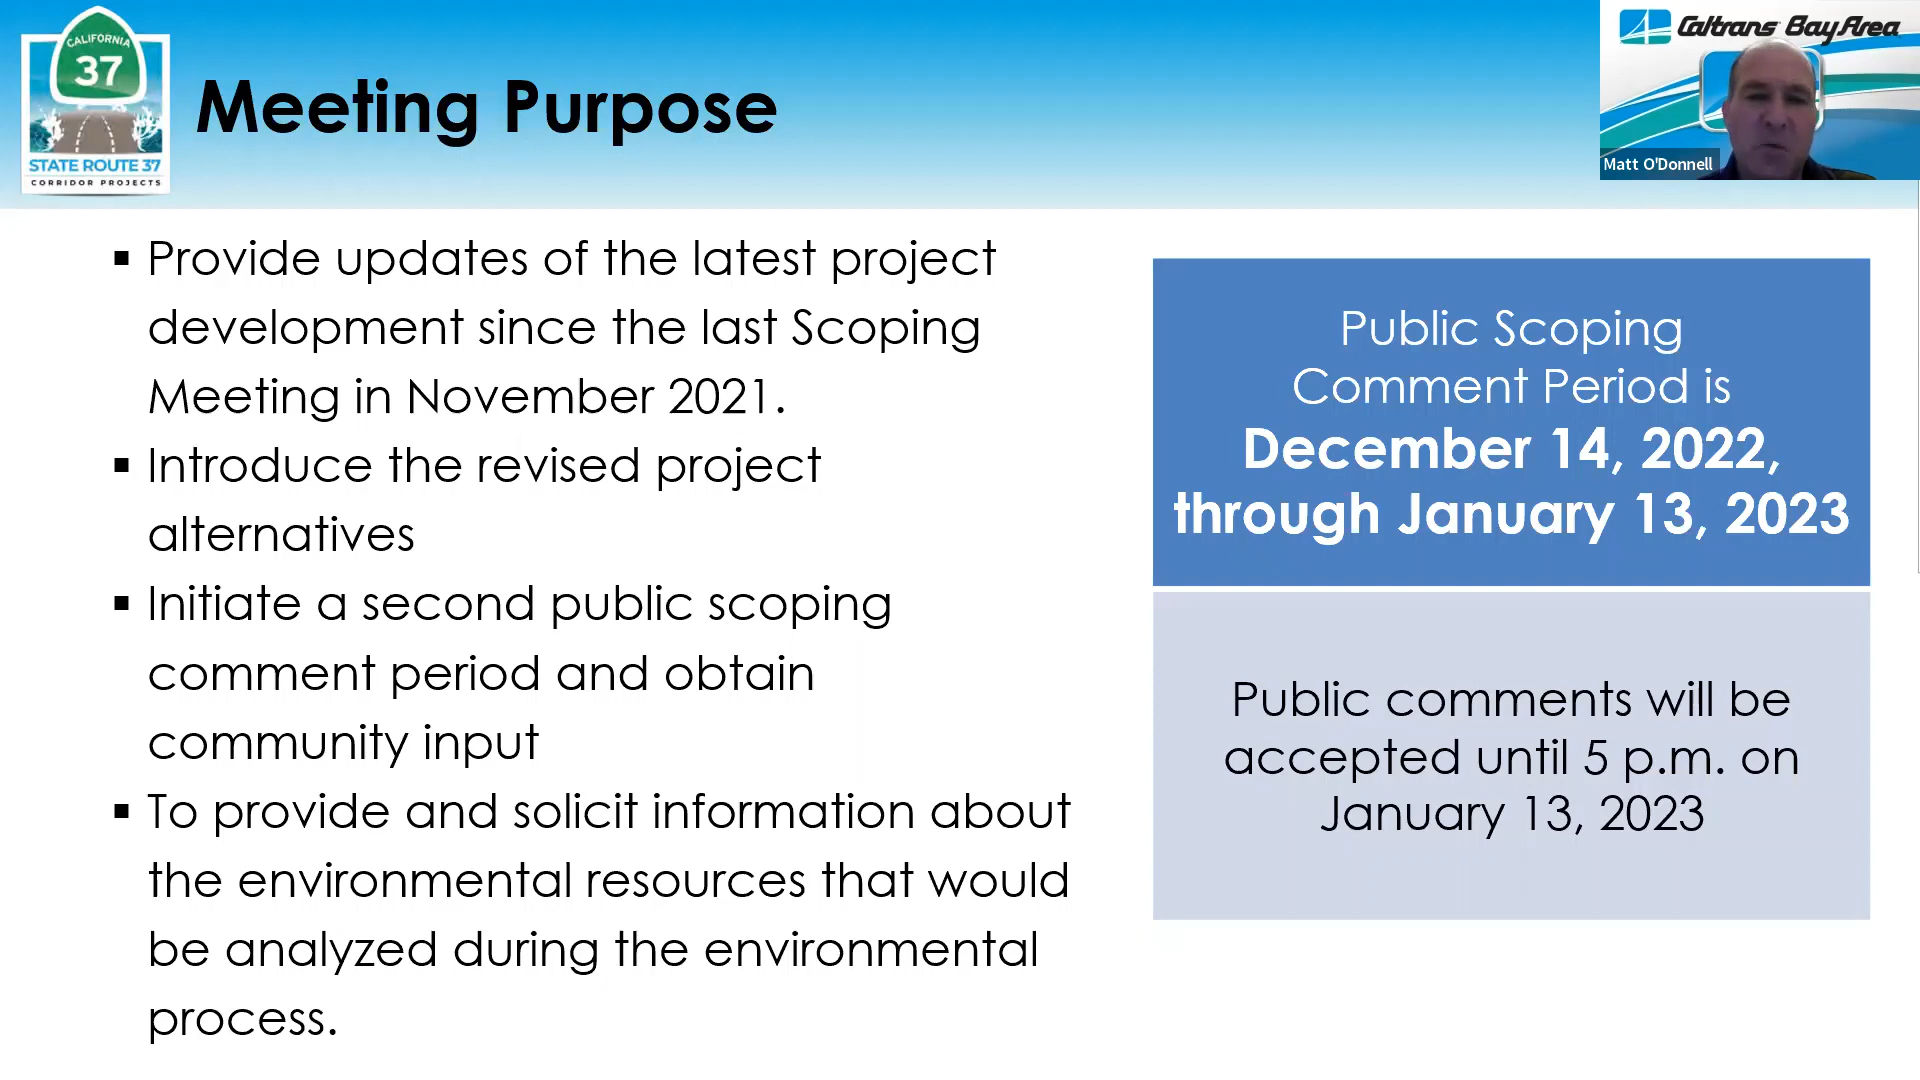 CALIFORNIA
37
STATE ROUTE 37
CORRIDOR PROJECTS
Meeting Purpose
Caltrans Bay Area
Matt O'Donnell
▪ Provide updates of the latest project
development since the last Scoping
Meeting in November 2021.
▪ Introduce the revised project
alternatives
▪ Initiate a second public scoping
comment period and obtain
community input
▪ To provide and solicit information about
the environmental resources that would
be analyzed during the environmental
process.
Public Scoping
Comment Period is
December 14, 2022,
through January 13, 2023
Public comments will be
accepted until 5 p.m. on
January 13, 2023